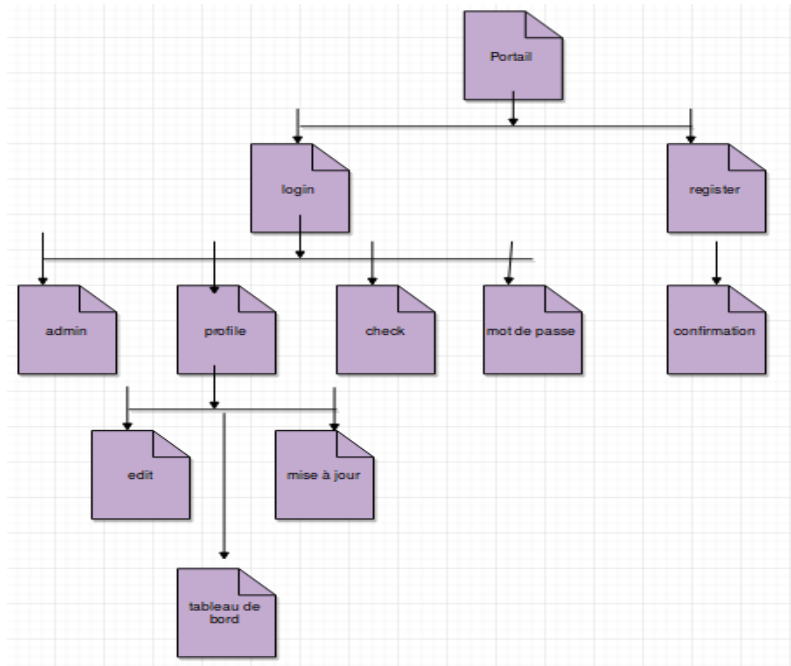 Portail
login
register
admin
profile
check
mot de passe
confirmation
edit
mise à jour
tableau de
bord